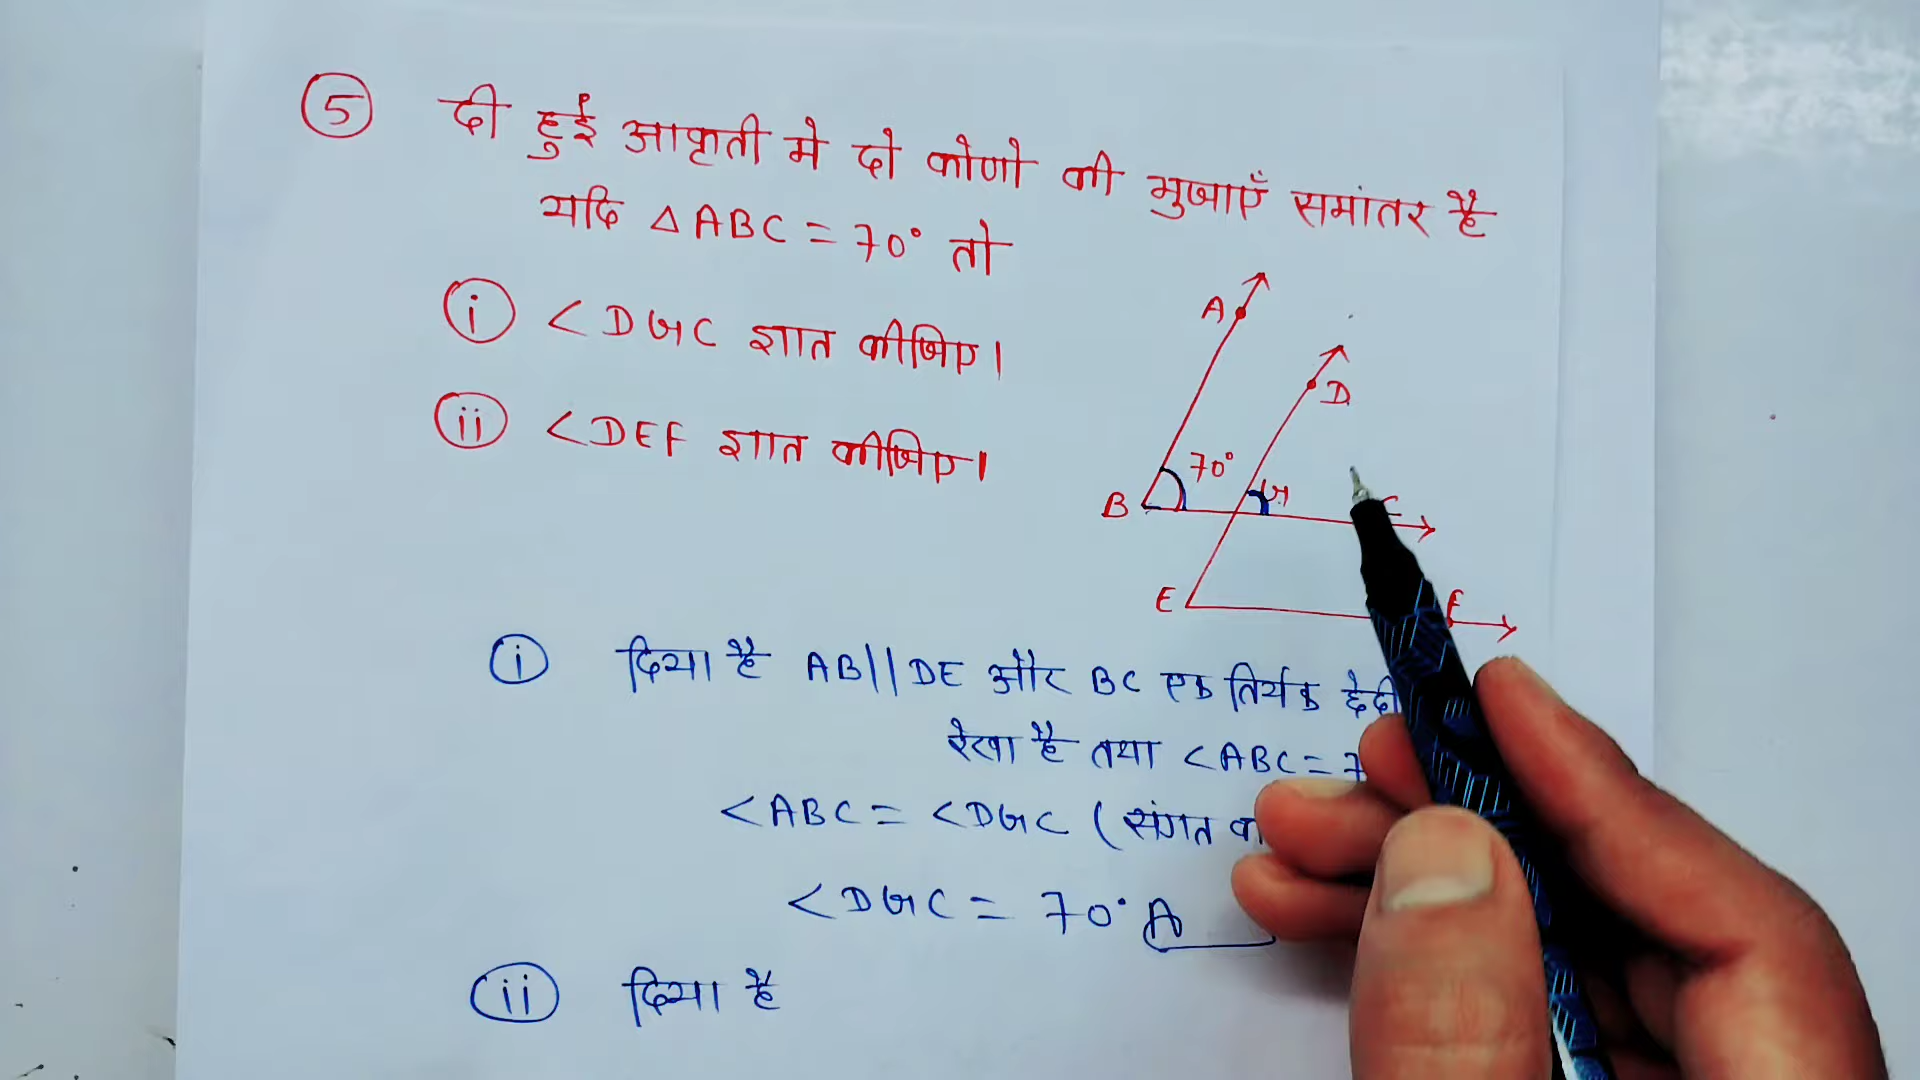 5 दी हुई आकृती मे दो कोणो की भुजाएँ समांतर है
यदि △ABC = 70° तो
i <DGC ज्ञात कीजिए।
ii <DEF ज्ञात कीजिए।
A
D
70°
B
G
C
E
F
i दिया है AB||DE और BC एक तिर्यक छेदी
रेखा है तथा <ABC = 7
<ABC = <DGC (संगत
<DGC = 70° A
ii दिया है